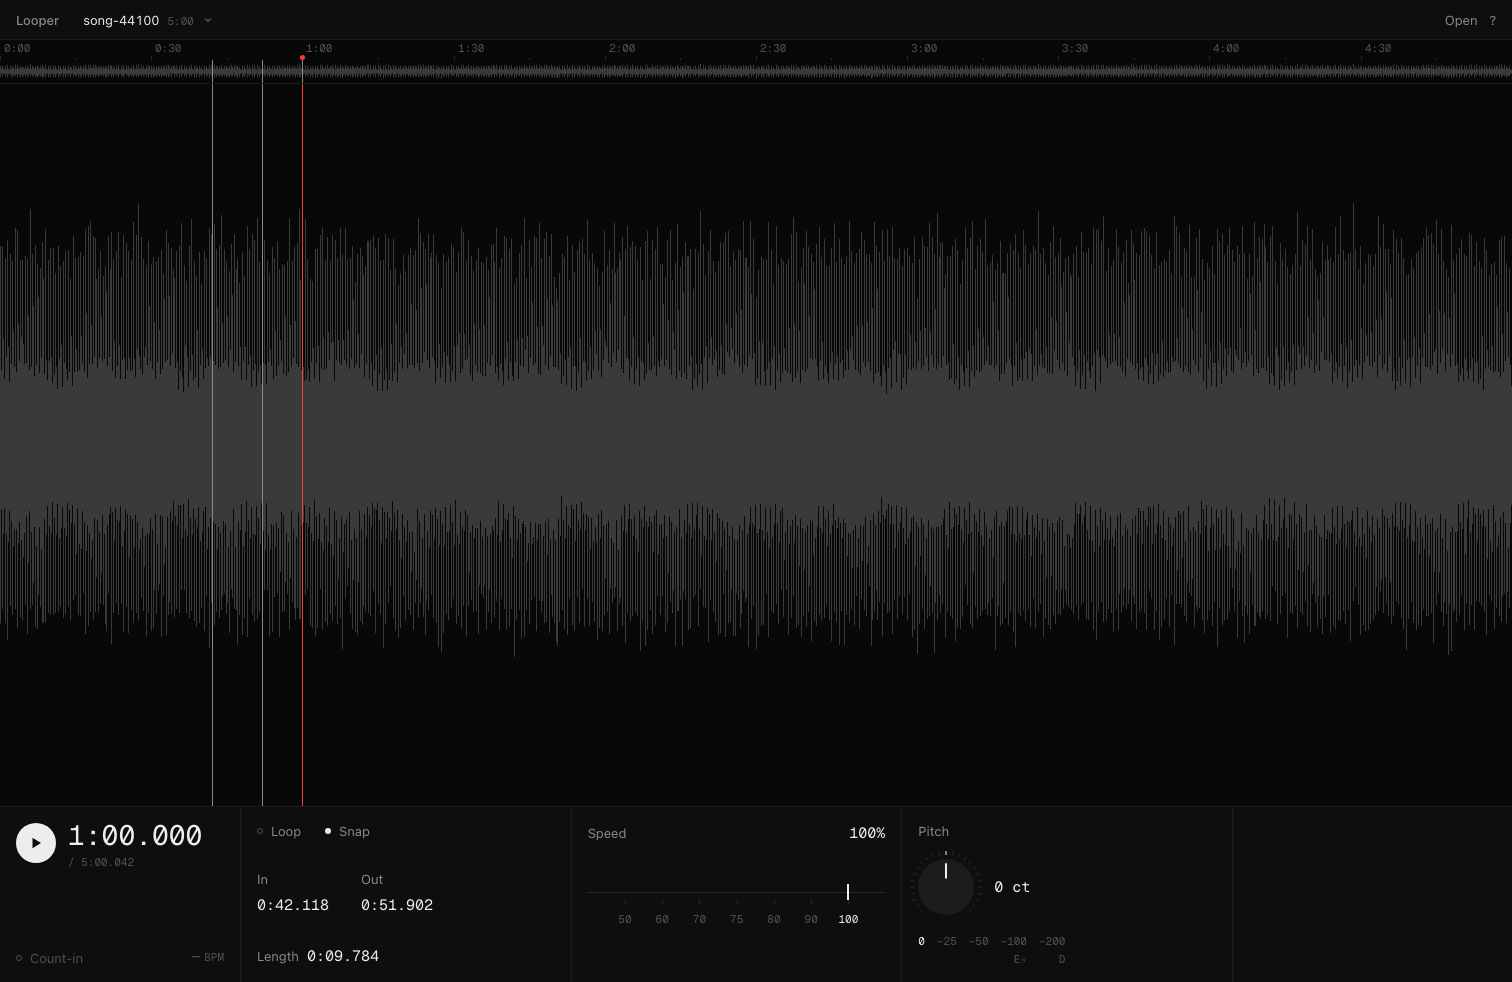 Looper song-44100 5:00 Open ?
0:00 0:30 1:00 1:30 2:00 2:30 3:00 3:30 4:00 4:30
1:00.000
/ 5:00.042
Count-in — BPM
Loop Snap
In Out
0:42.118 0:51.902
Length 0:09.784
Speed 100%
50 60 70 75 80 90 100
Pitch
0 ct
0 -25 -50 -100 -200
E♭ D